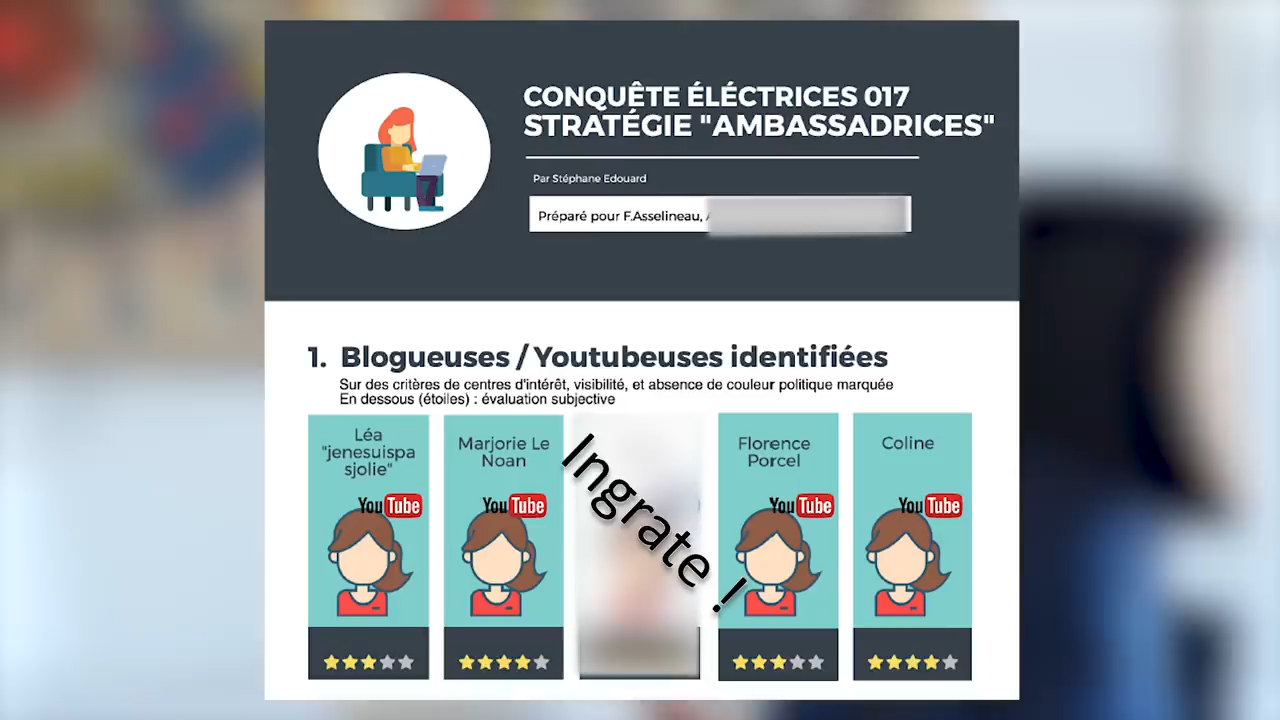 CONQUÊTE ÉLÉCTRICES 017
STRATÉGIE "AMBASSADRICES"
Par Stéphane Edouard
Préparé pour F.Asselineau,
1. Blogueuses / Youtubeuses identifiées
Sur des critères de centres d'intérêt, visibilité, et absence de couleur politique marquée
En dessous (étoiles) : évaluation subjective
Léa
"jenesuispa
sjolie"
YouTube
Marjorie Le
Noan
YouTube
Ingrate !
Florence
Porcel
YouTube
Coline
YouTube